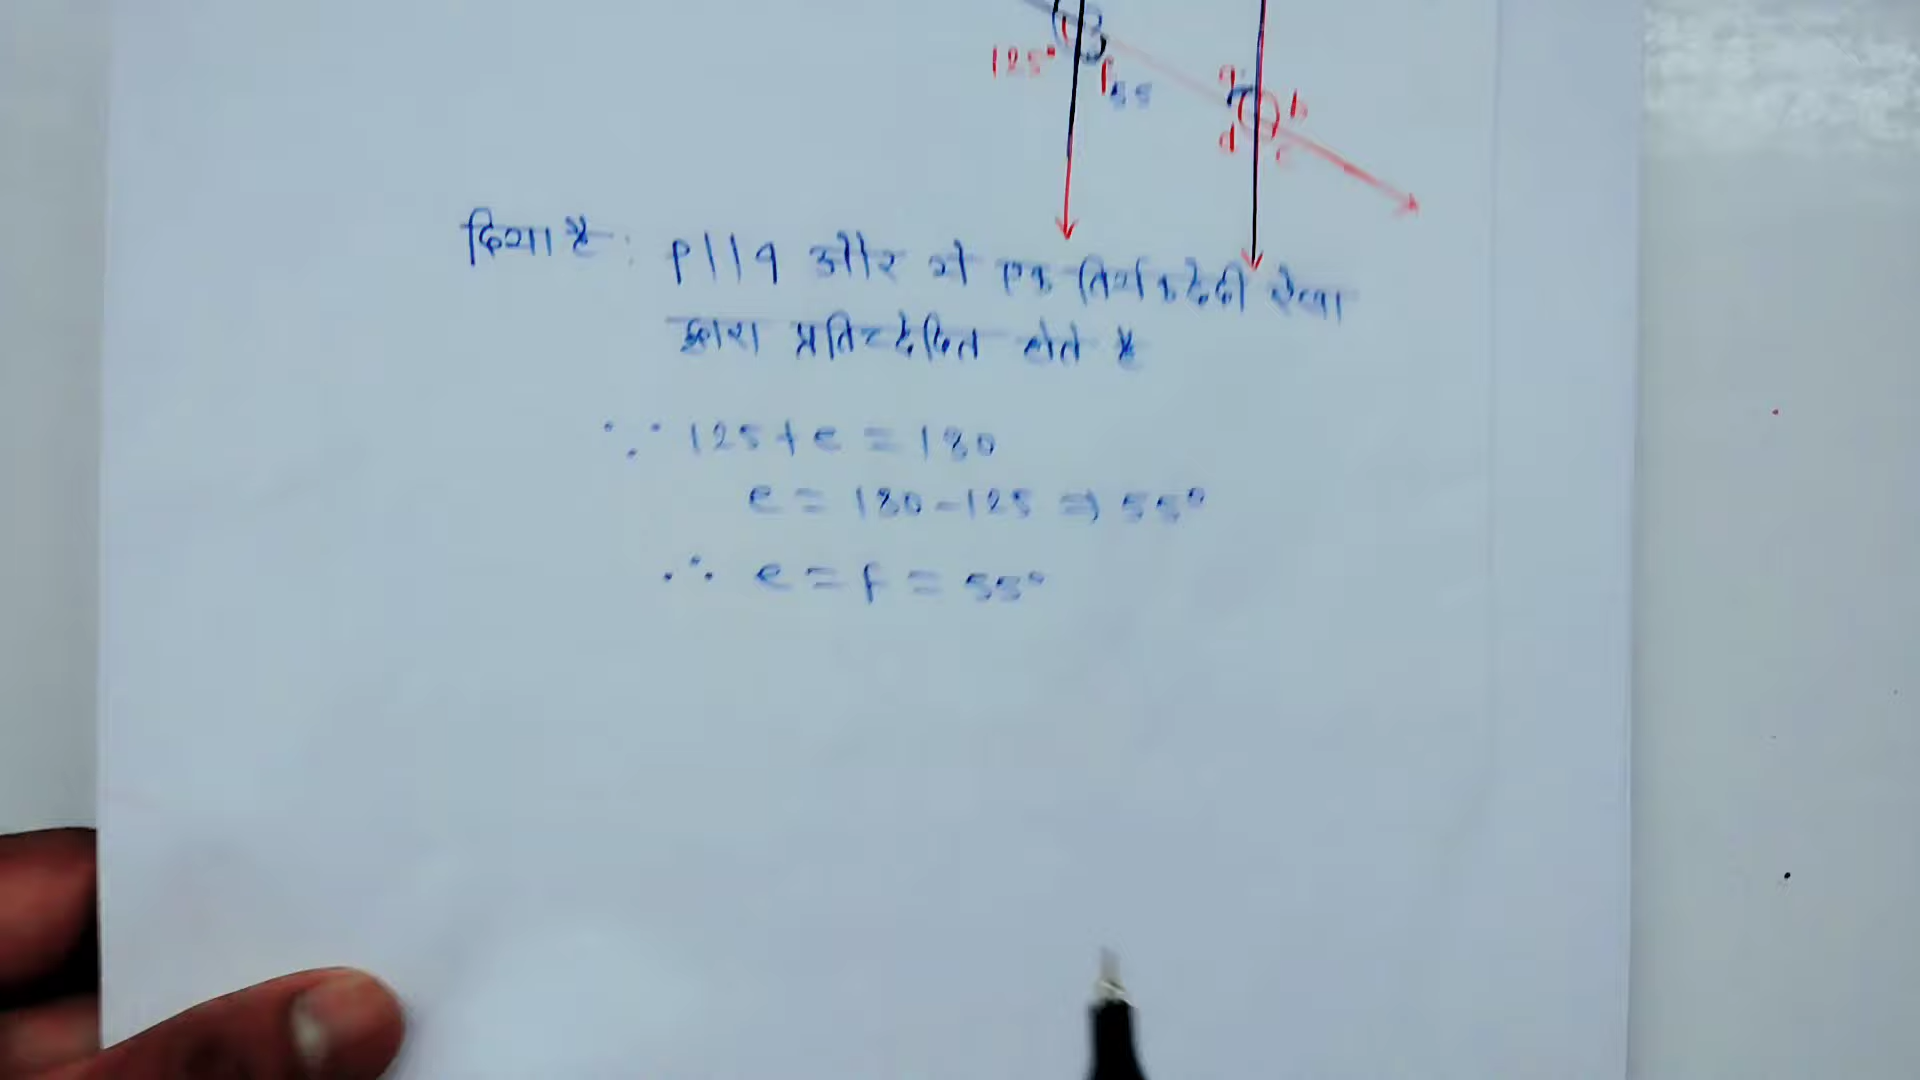 125°
f 55
a
b
d
c
दिया है : p||q और ये एक तिर्यक छेदी रेखा
द्वारा प्रतिच्छेदित होते है
∵ 125 + e = 180
e = 180 - 125 ⇒ 55°
∴ e = f = 55°